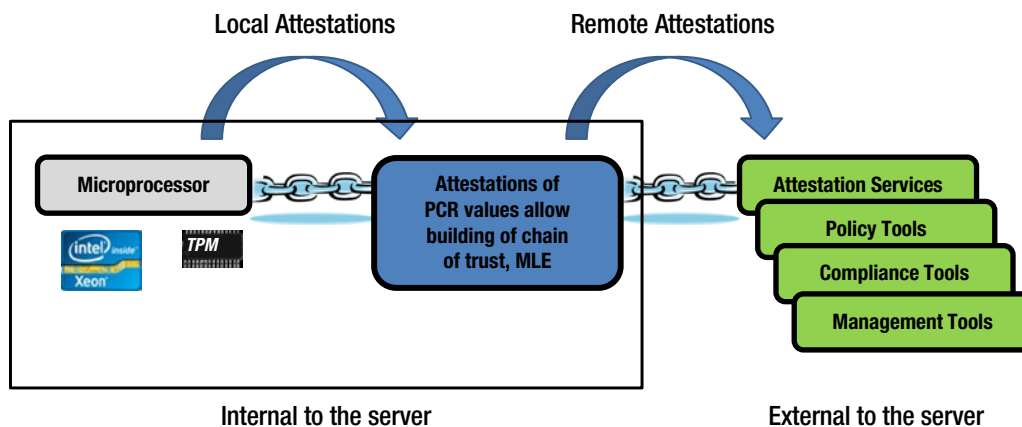 Local Attestations
Remote Attestations
Microprocessor
Attestations of
PCR values allow
building of chain
of trust, MLE
Attestation Services
Policy Tools
Compliance Tools
Management Tools
intel inside™
Xeon®
TPM
Internal to the server
External to the server